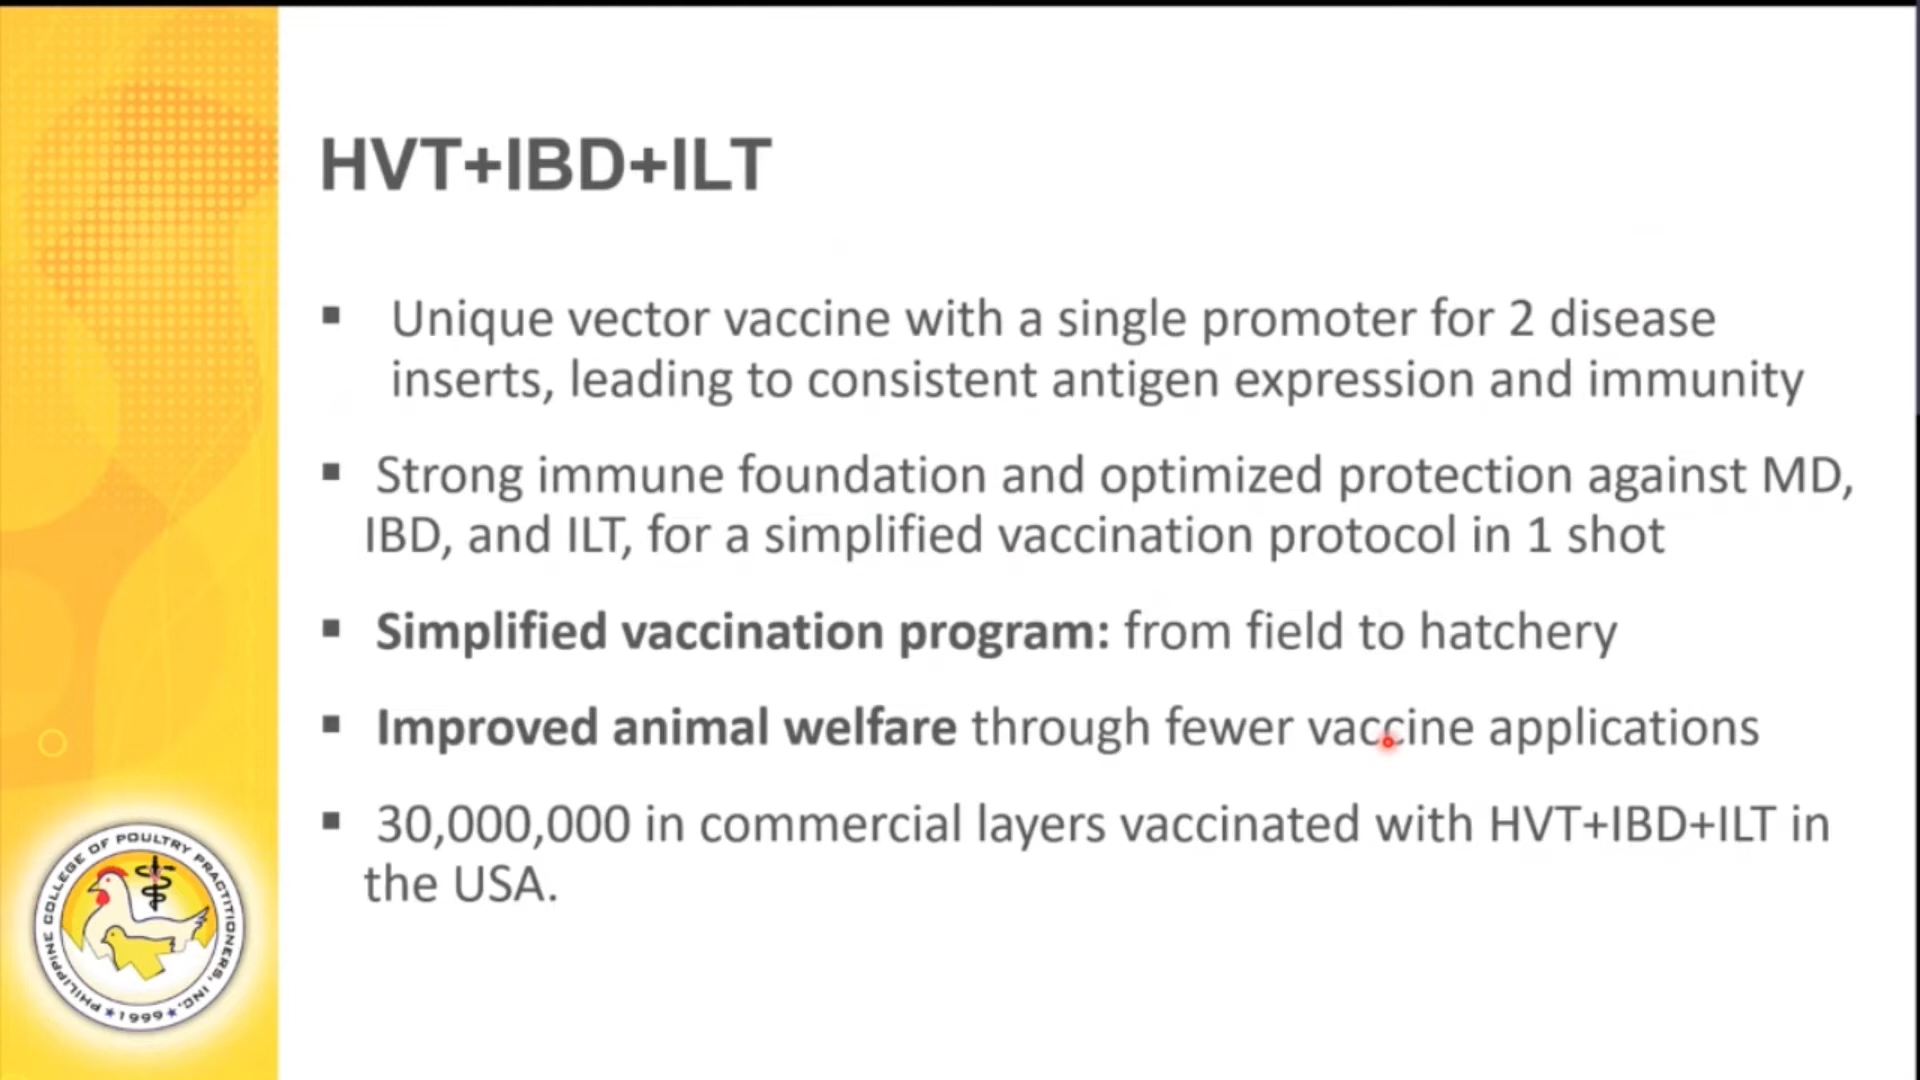 HVT+IBD+ILT
▪ Unique vector vaccine with a single promoter for 2 disease
inserts, leading to consistent antigen expression and immunity
▪ Strong immune foundation and optimized protection against MD,
IBD, and ILT, for a simplified vaccination protocol in 1 shot
▪ Simplified vaccination program: from field to hatchery
▪ Improved animal welfare through fewer vaccine applications
▪ 30,000,000 in commercial layers vaccinated with HVT+IBD+ILT in
the USA.
PHILIPPINE COLLEGE OF POULTRY PRACTITIONERS, INC.
★1999★